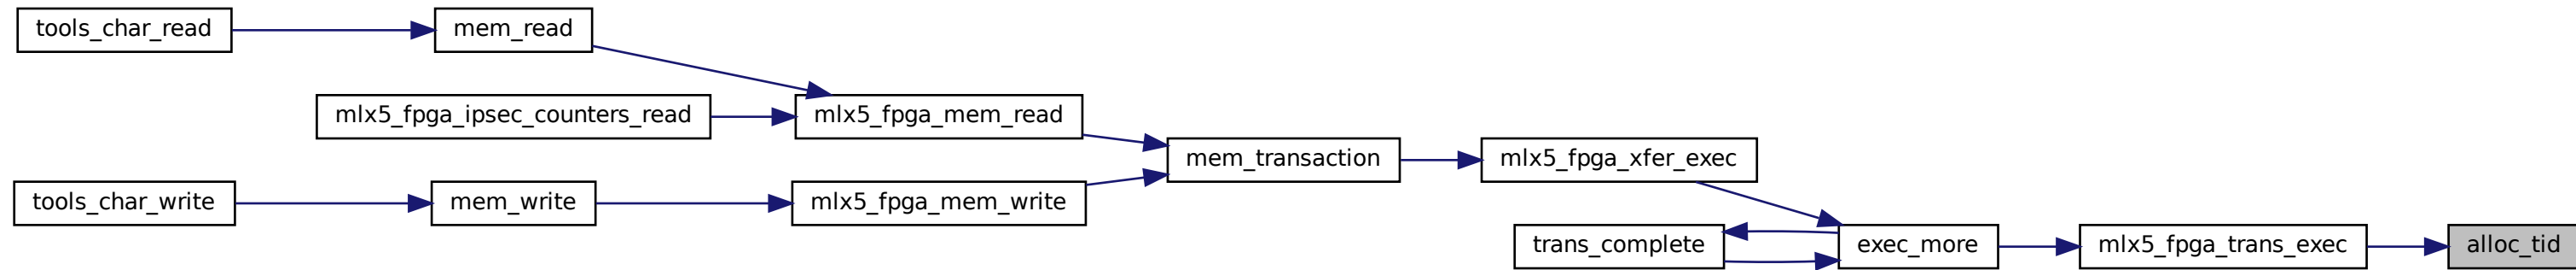 tools_char_read
mem_read
mlx5_fpga_ipsec_counters_read
mlx5_fpga_mem_read
mem_transaction
mlx5_fpga_xfer_exec
tools_char_write
mem_write
mlx5_fpga_mem_write
trans_complete
exec_more
mlx5_fpga_trans_exec
alloc_tid